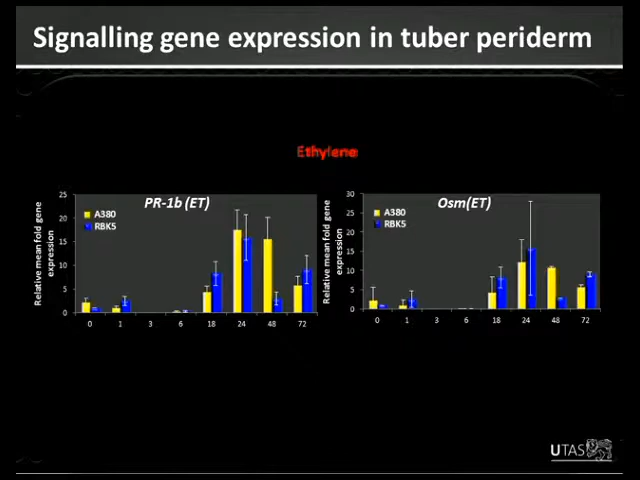 Signalling gene expression in tuber periderm
Ethylene
PR-1b (ET)
A380
RBK5
Relative mean fold gene
expression
25
20
15
10
5
0
0 1 3 6 18 24 48 72
Osm(ET)
A380
RBK5
Relative mean fold gene
expression
30
25
20
15
10
5
0
0 1 3 6 18 24 48 72
UTAS